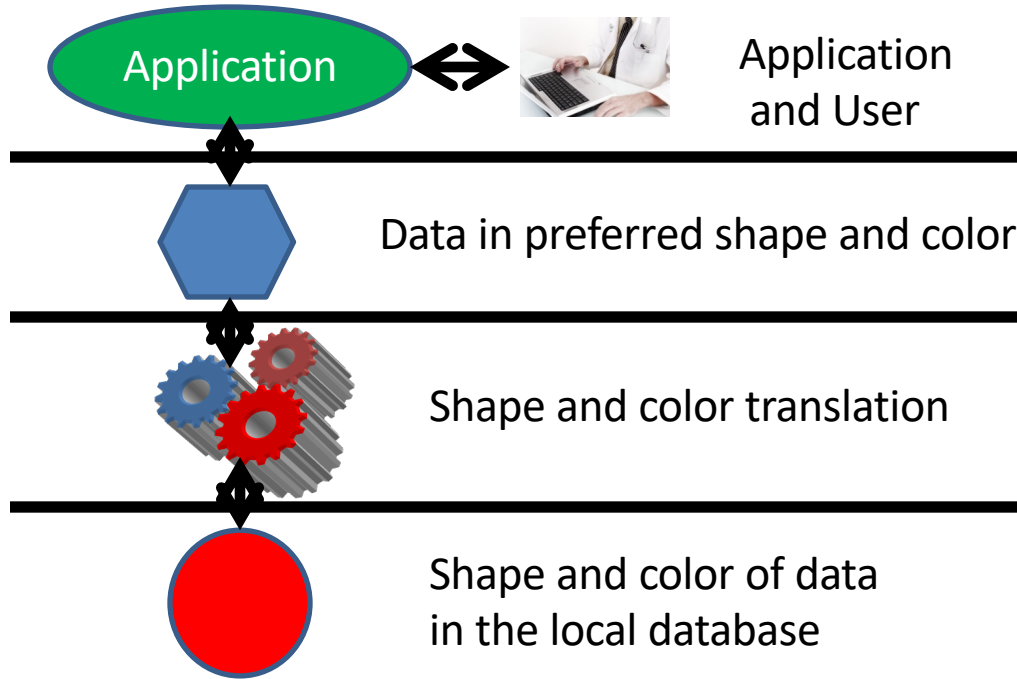 Application
Application
and User
Data in preferred shape and color
Shape and color translation
Shape and color of data
in the local database